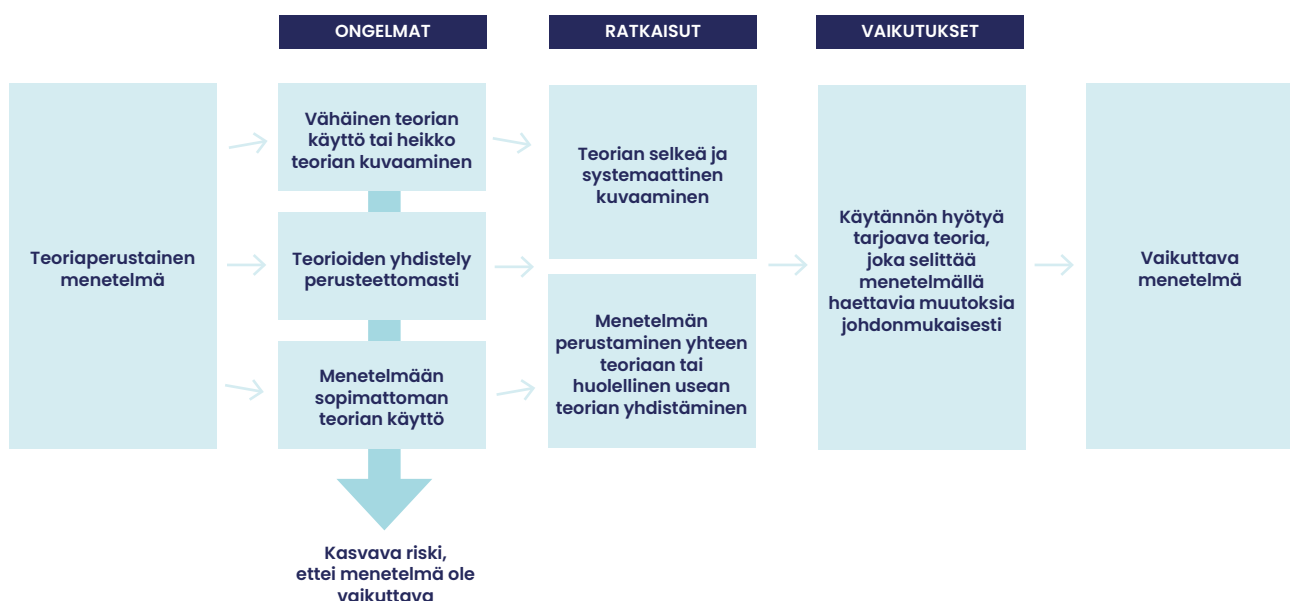 ONGELMAT
RATKAISUT
VAIKUTUKSET
Teoriaperustainen
menetelmä
Vähäinen teorian
käyttö tai heikko
teorian kuvaaminen
Teorioiden yhdistely
perusteettomasti
Menetelmään
sopimattoman
teorian käyttö
Kasvava riski,
ettei menetelmä ole
vaikuttava
Teorian selkeä ja
systemaattinen
kuvaaminen
Menetelmän
perustaminen yhteen
teoriaan tai
huolellinen usean
teorian yhdistäminen
Käytännön hyötyä
tarjoava teoria,
joka selittää
menetelmällä
haettavia muutoksia
johdonmukaisesti
Vaikuttava
menetelmä